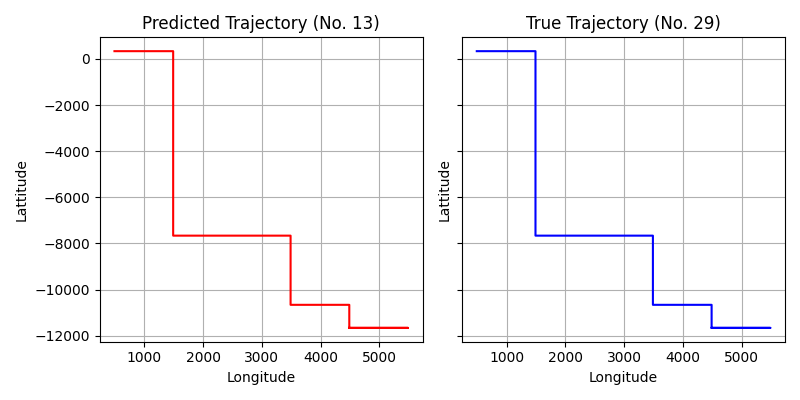 Predicted Trajectory (No. 13)
True Trajectory (No. 29)
Lattitude
0
−2000
−4000
−6000
−8000
−10000
−12000
1000 2000 3000 4000 5000
Longitude
Lattitude
1000 2000 3000 4000 5000
Longitude